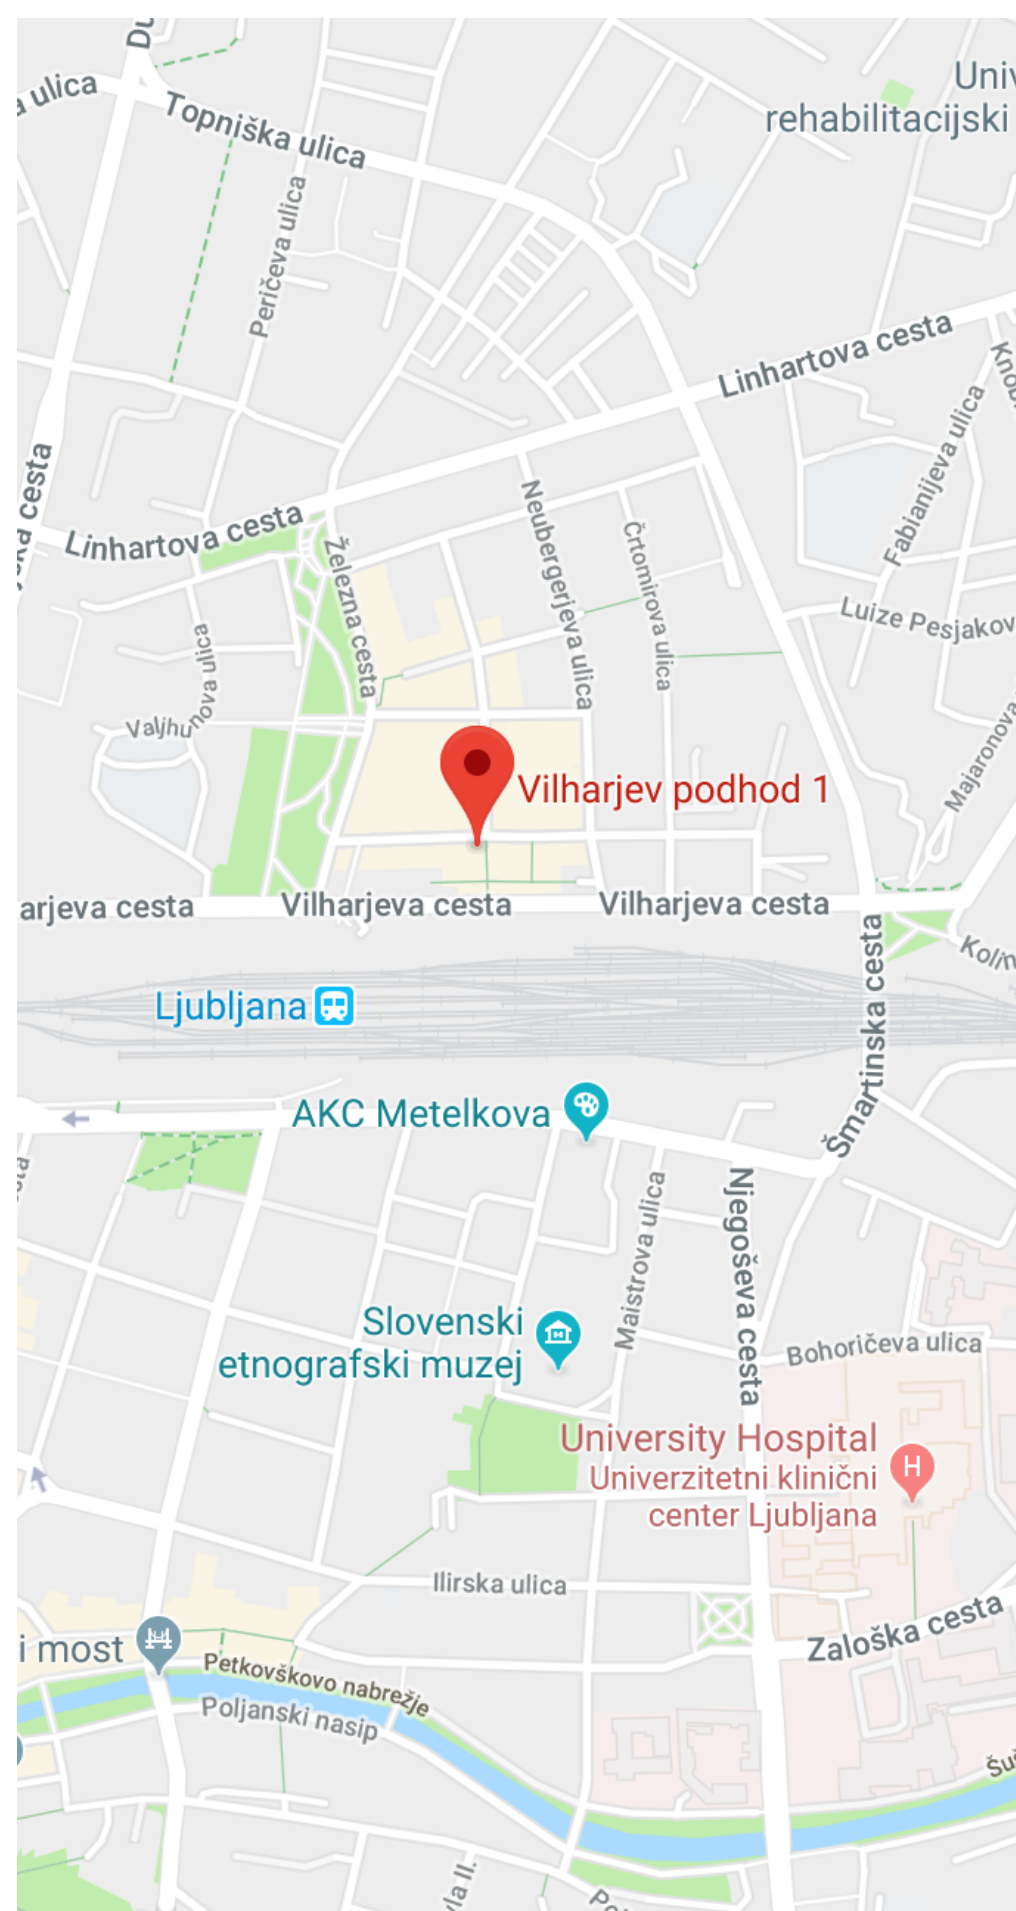 ulica
Topniška ulica
Univ
rehabilitacijski
Peričeva ulica
Linhartova cesta
Fabianijeva ulica
cesta
Linhartova cesta
Železna cesta
Neubergerjeva ulica
Črtomirova ulica
Luize Pesjakov
Valjhunova ulica
Majaronova
Vilharjev podhod 1
arjeva cesta
Vilharjeva cesta
Vilharjeva cesta
Šmartinska cesta
Ljubljana
AKC Metelkova
Maistrova ulica
Njegoševa cesta
Slovenski
etnografski muzej
Bohoričeva ulica
University Hospital
Univerzitetni klinični
center Ljubljana
H
Ilirska ulica
Zaloška cesta
i most
Petkovškovo nabrežje
Poljanski nasip